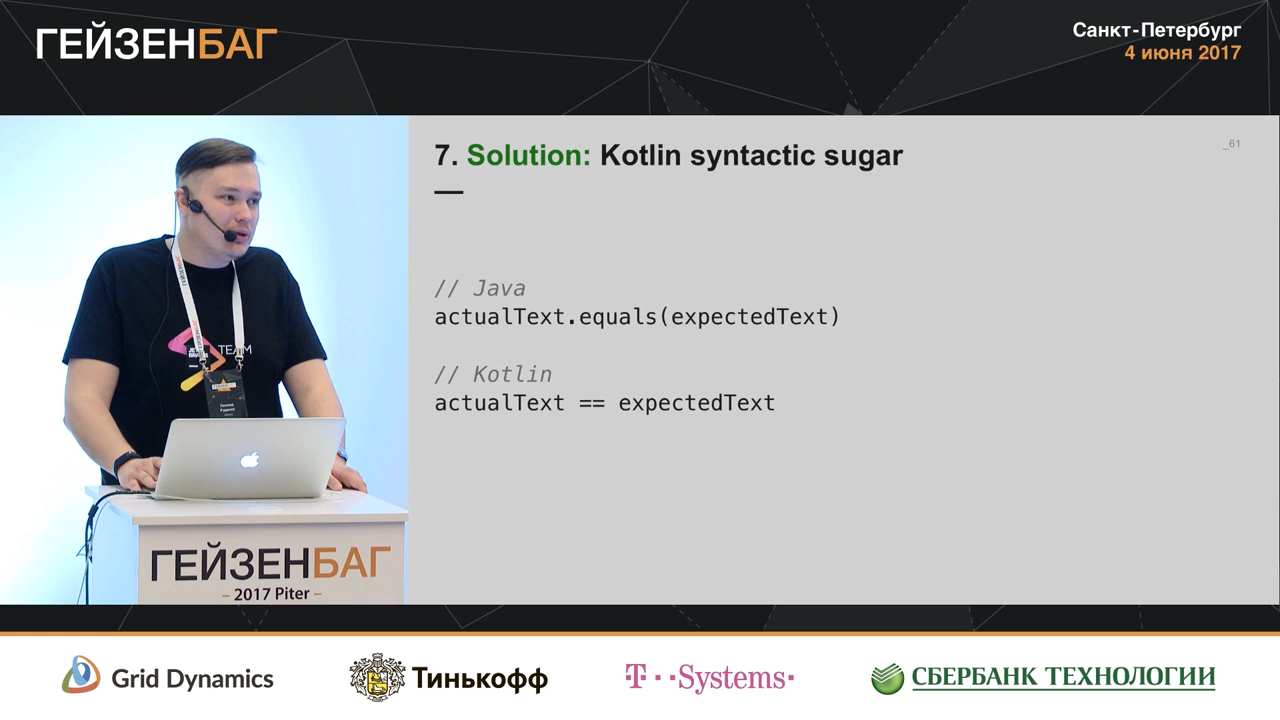 ГЕЙЗЕНБАГ
Санкт-Петербург
4 июня 2017
7. Solution: Kotlin syntactic sugar
_61
// Java
actualText.equals(expectedText)
// Kotlin
actualText == expectedText
TEAM
ГЕЙЗЕНБАГ
– 2017 Piter –
Grid Dynamics
Тинькофф
T··Systems·
СБЕРБАНК ТЕХНОЛОГИИ